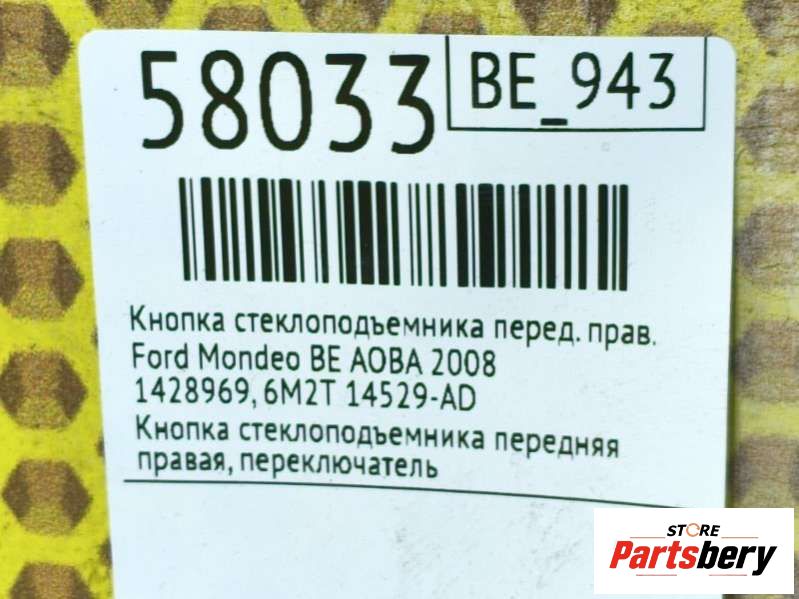 58033
BE_943
Кнопка стеклоподъемника перед. прав.
Ford Mondeo BE AOBA 2008
1428969, 6M2T 14529-AD
Кнопка стеклоподъемника передняя
правая, переключатель
STORE
Partsbery